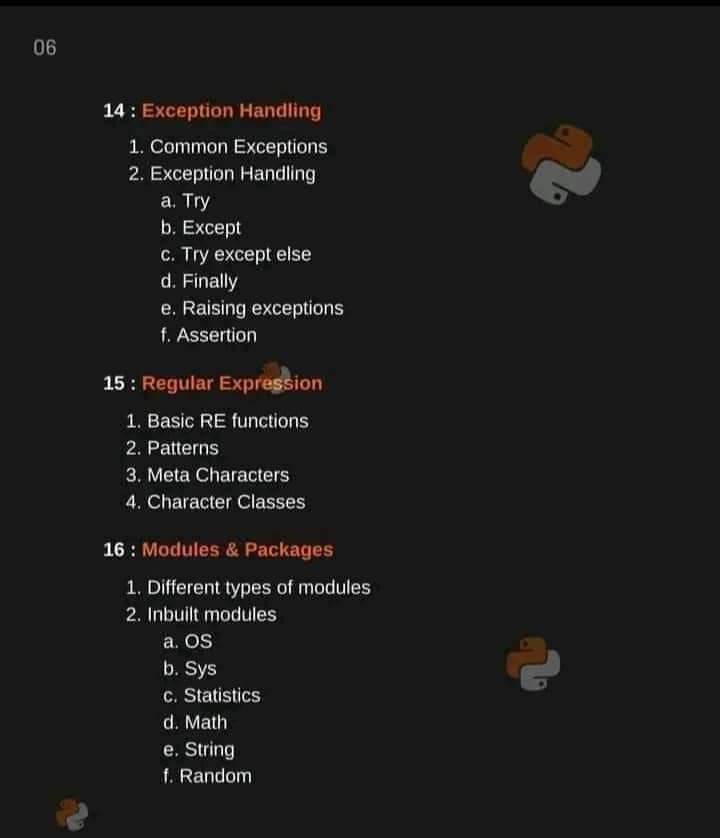 06
14 : Exception Handling
1. Common Exceptions
2. Exception Handling
a. Try
b. Except
c. Try except else
d. Finally
e. Raising exceptions
f. Assertion
15 : Regular Expression
1. Basic RE functions
2. Patterns
3. Meta Characters
4. Character Classes
16 : Modules & Packages
1. Different types of modules
2. Inbuilt modules
a. OS
b. Sys
c. Statistics
d. Math
e. String
f. Random